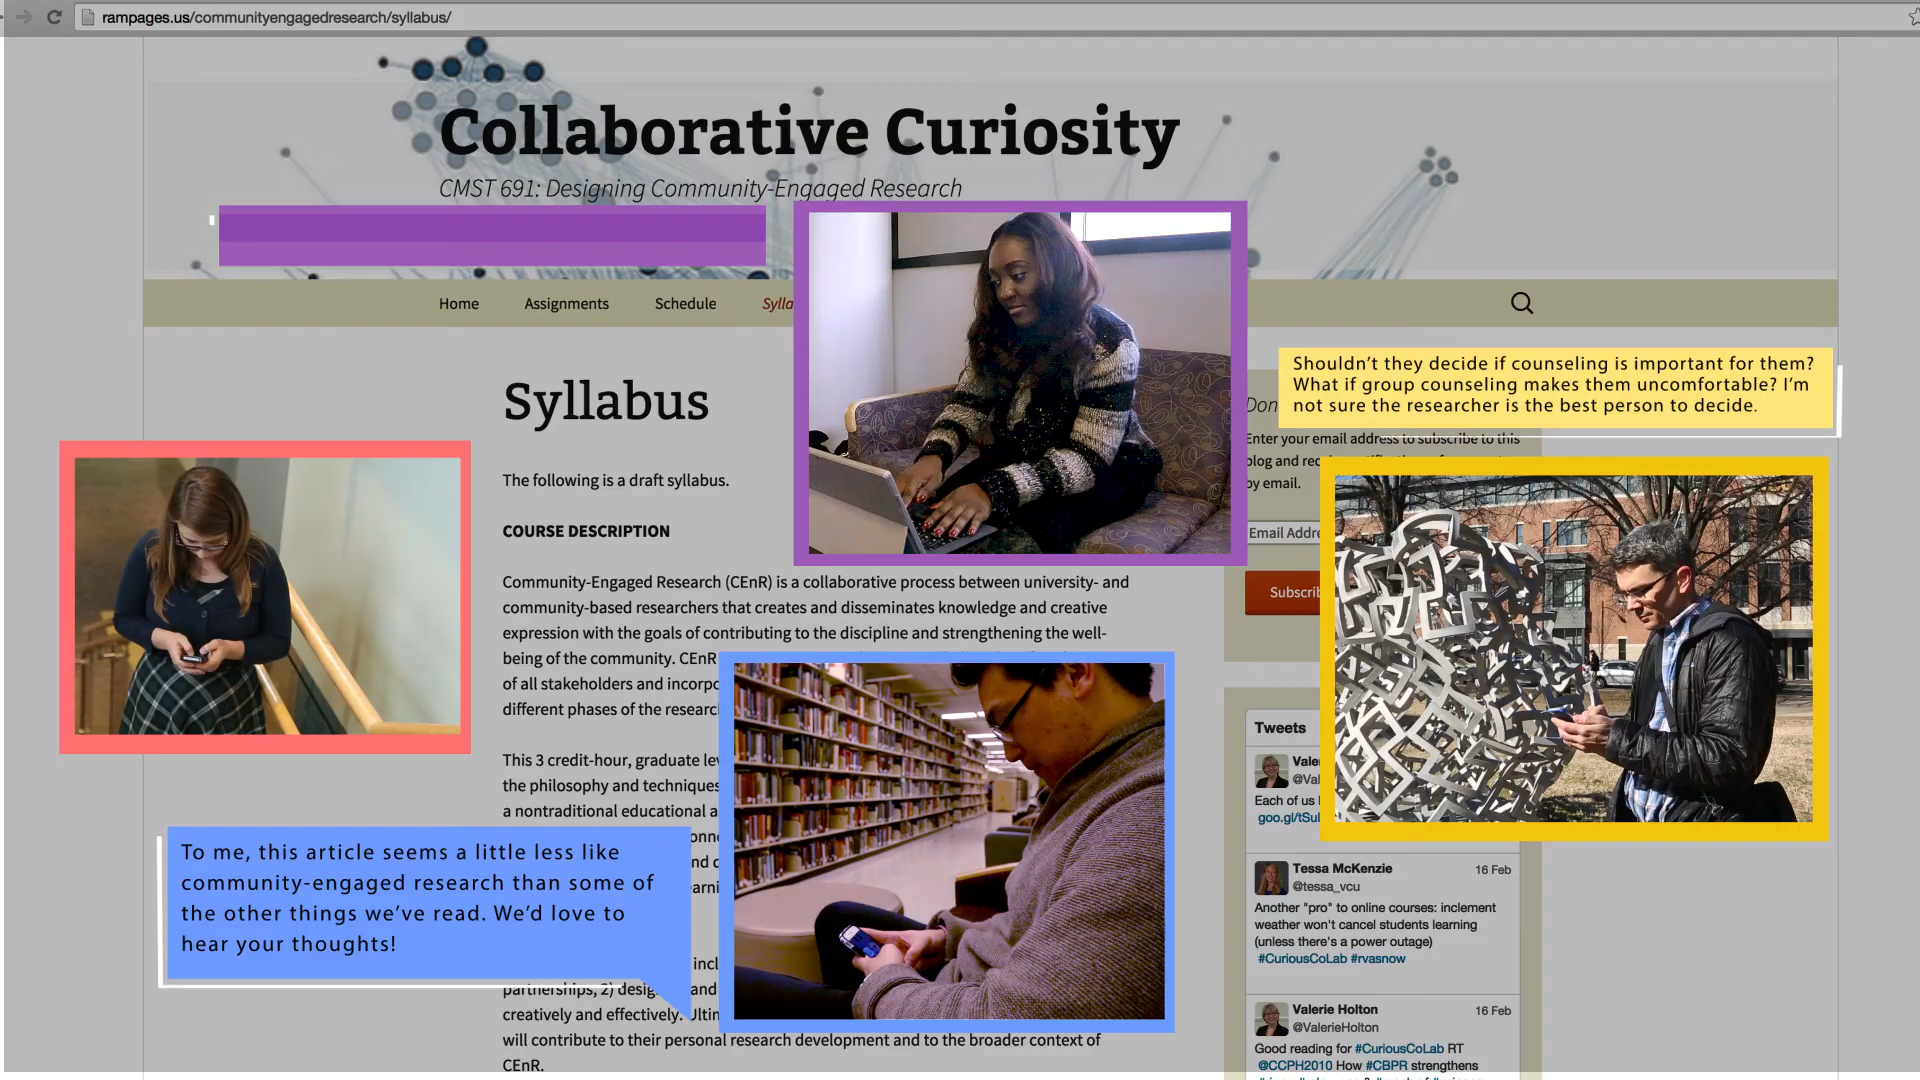 rampages.us/communityengagedresearch/syllabus/
Collaborative Curiosity
CMST 691: Designing Community-Engaged Research
Home Assignments Schedule
Syllabus
The following is a draft syllabus.
COURSE DESCRIPTION
Community-Engaged Research (CEnR) is a collaborative process between university- and
community-based researchers that creates and disseminates knowledge and creative
expression with the goals of contributing to the discipline and strengthening the well-
being of the community. CEnR
of all stakeholders and
different phases of the
This 3 credit-hour, graduate
the philosophy and techniques
a nontraditional educational
To me, this article seems a little less like
community-engaged research than some of
the other things we've read. We'd love to
hear your thoughts!
partnerships, 2) and
creatively and effectively.
will contribute to their personal research development and to the broader context of
CEnR.
Shouldn't they decide if counseling is important for them?
What if group counseling makes them uncomfortable? I'm
not sure the researcher is the best person to decide.
Enter your email address to subscribe to this
blog and
by email.
Email
Tweets
Each of us
Tessa McKenzie 16 Feb
@tessa_vcu
Another "pro" to online courses: inclement
weather won't cancel students learning
(unless there's a power outage)
#CuriousCoLab #rvasnow
Valerie Holton 16 Feb
@ValerieHolton
Good reading for #CuriousCoLab RT
@CCPH2010 How #CBPR strengthens